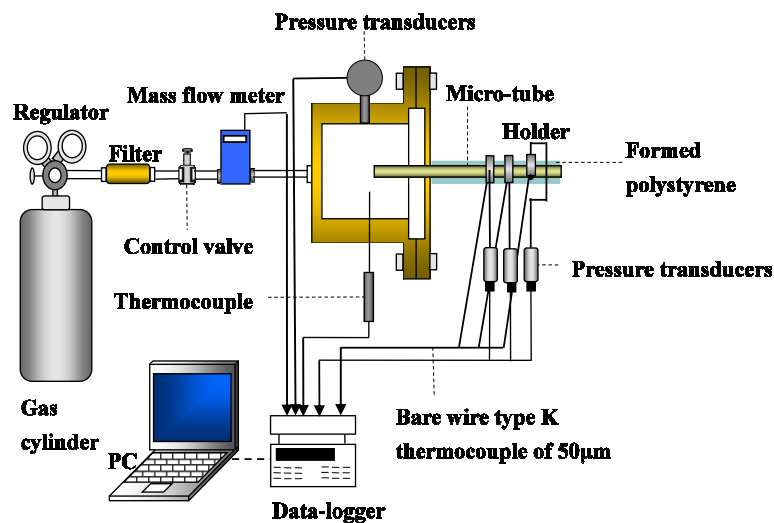 Pressure transducers
Mass flow meter
Micro-tube
Regulator
Holder
Filter
Formed
polystyrene
Control valve
Pressure transducers
Thermocouple
Gas
cylinder
Bare wire type K
thermocouple of 50μm
PC
Data-logger